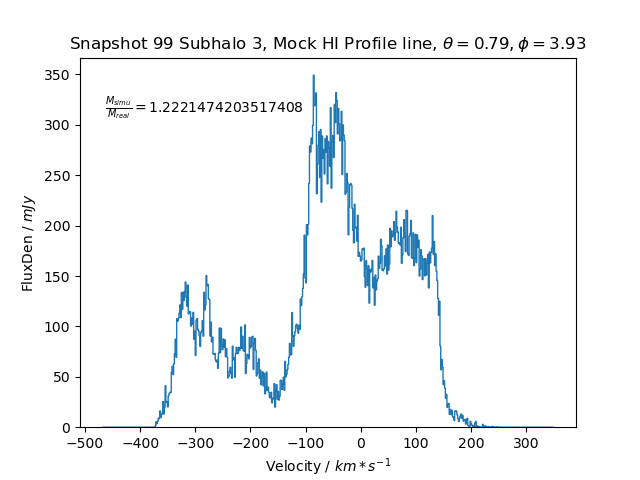 Snapshot 99 Subhalo 3, Mock HI Profile line, θ = 0.79, ϕ = 3.93
M_simu/M_real = 1.2221474203517408
FluxDen / mJy
350
300
250
200
150
100
50
0
−500 −400 −300 −200 −100 0 100 200 300
Velocity / km * s⁻¹